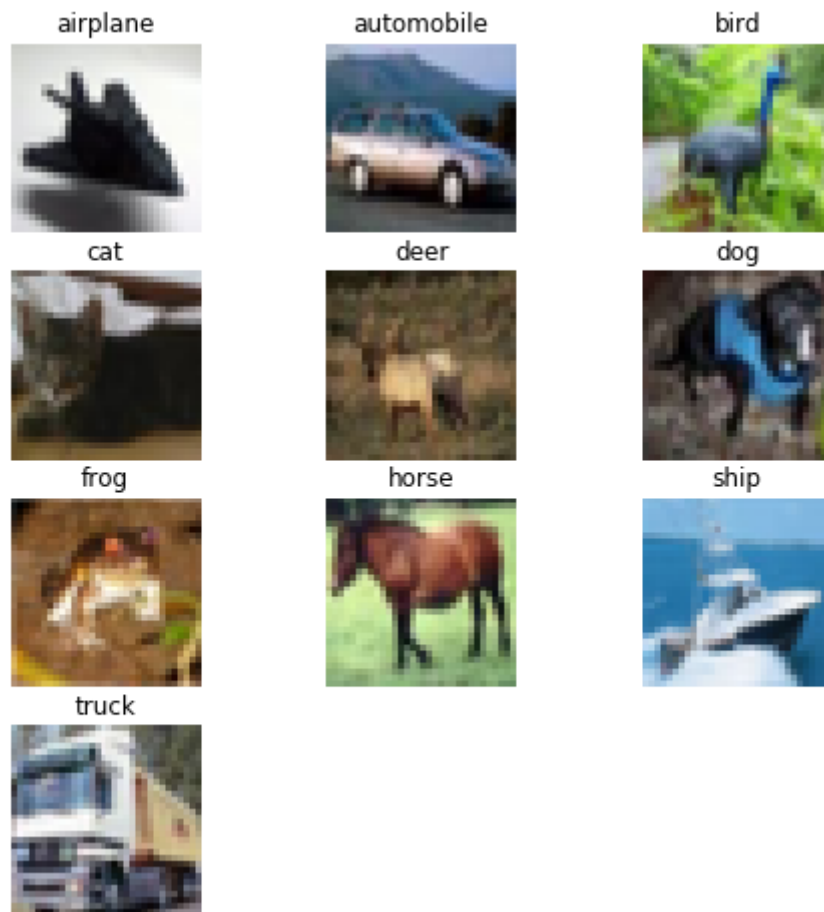 airplane automobile bird
cat deer dog
frog horse ship
truck